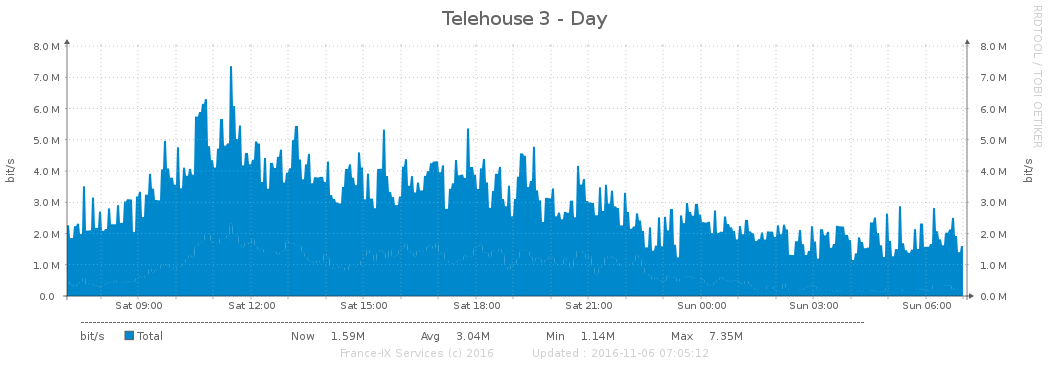 Telehouse 3 - Day
RRDTOOL / TOBI OETIKER
bit/s
8.0 M 8.0 M
7.0 M 7.0 M
6.0 M 6.0 M
5.0 M 5.0 M
4.0 M 4.0 M
3.0 M 3.0 M
2.0 M 2.0 M
1.0 M 1.0 M
0.0 0.0 M
bit/s
Sat 09:00 Sat 12:00 Sat 15:00 Sat 18:00 Sat 21:00 Sun 00:00 Sun 03:00 Sun 06:00
bit/s Total Now 1.59M Avg 3.04M Min 1.14M Max 7.35M
France-IX Services (c) 2016 Updated : 2016-11-06 07:05:12